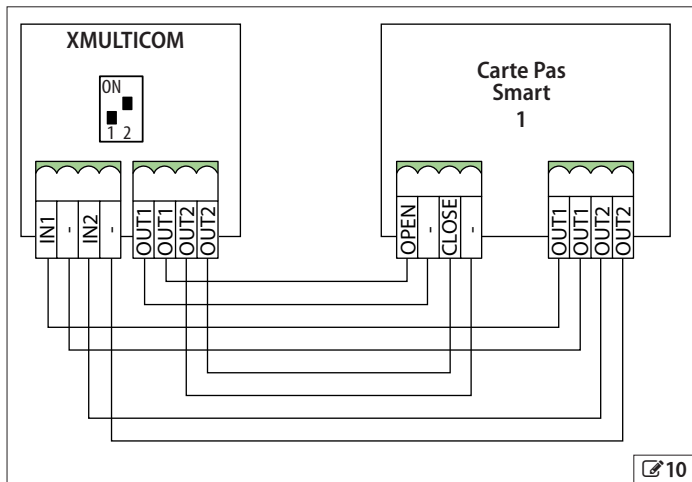 XMULTICOM
ON
1 2
Carte Pas
Smart
1
IN1
-
IN2
-
OUT1
OUT1
OUT2
OUT2
OPEN
-
CLOSE
-
OUT1
OUT1
OUT2
OUT2
10